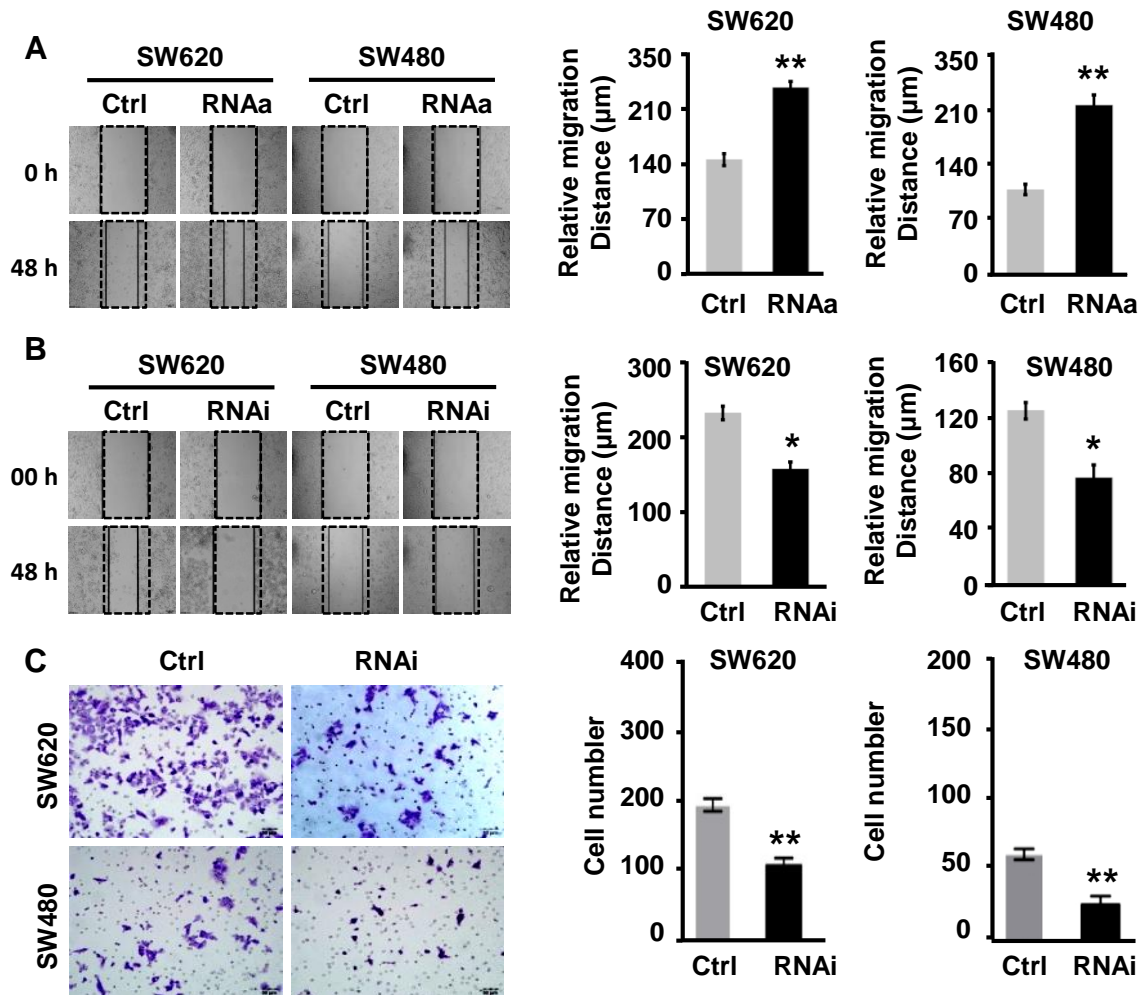 A
SW620 SW480
Ctrl RNAa Ctrl RNAa
0 h
48 h
SW620
Relative migration
Distance (μm)
350
210
140
70
0
**
Ctrl RNAa
SW480
Relative migration
Distance (μm)
350
210
140
70
0
**
Ctrl RNAa
B
SW620 SW480
Ctrl RNAi Ctrl RNAi
00 h
48 h
SW620
Relative migration
Distance (μm)
300
200
100
0
*
Ctrl RNAi
SW480
Relative migration
Distance (μm)
160
120
80
40
0
*
Ctrl RNAi
C
Ctrl RNAi
SW620
SW480
SW620
Cell numbler
400
300
200
100
0
**
Ctrl RNAi
SW480
Cell numbler
200
150
100
50
0
**
Ctrl RNAi